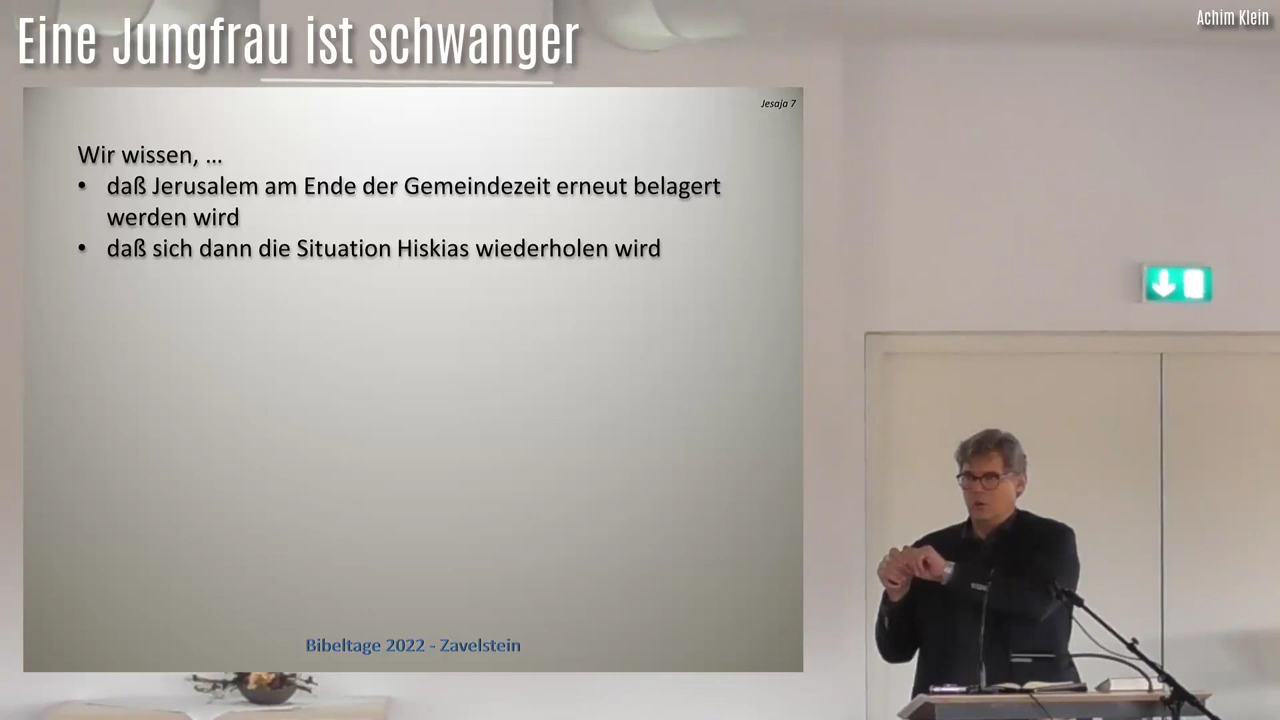 Eine Jungfrau ist schwanger
Achim Klein
Jesaja 7
Wir wissen, ...
• daß Jerusalem am Ende der Gemeindezeit erneut belagert
werden wird
• daß sich dann die Situation Hiskias wiederholen wird
Bibeltage 2022 - Zavelstein